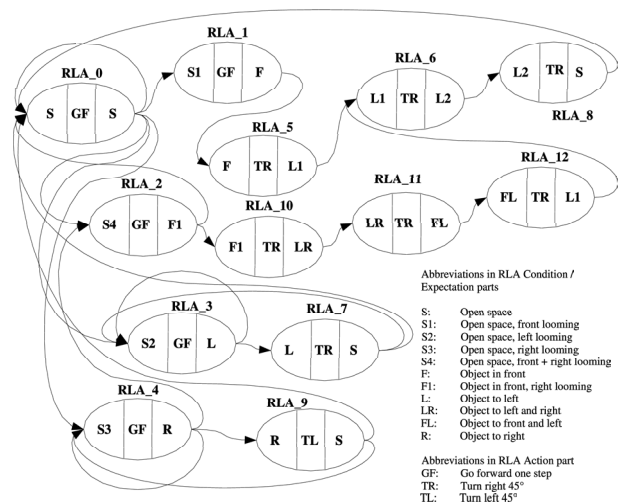 RLA_1
S1 GF F
RLA_0
S GF S
RLA_6
L1 TR L2
L2 TR S
RLA_8
RLA_5
F TR L1
RLA_2
S4 GF F1
RLA_10
F1 TR LR
RLA_11
LR TR FL
RLA_12
FL TR L1
RLA_3
S2 GF L
RLA_7
L TR S
RLA_4
S3 GF R
RLA_9
R TL S
Abbreviations in RLA Condition /
Expectation parts
S: Open space
S1: Open space, front looming
S2: Open space, left looming
S3: Open space, right looming
S4: Open space, front + right looming
F: Object in front
F1: Object in front, right looming
L: Object to left
LR: Object to left and right
FL: Object to front and left
R: Object to right
Abbreviations in RLA Action part
GF: Go forward one step
TR: Turn right 45°
TL: Turn left 45°